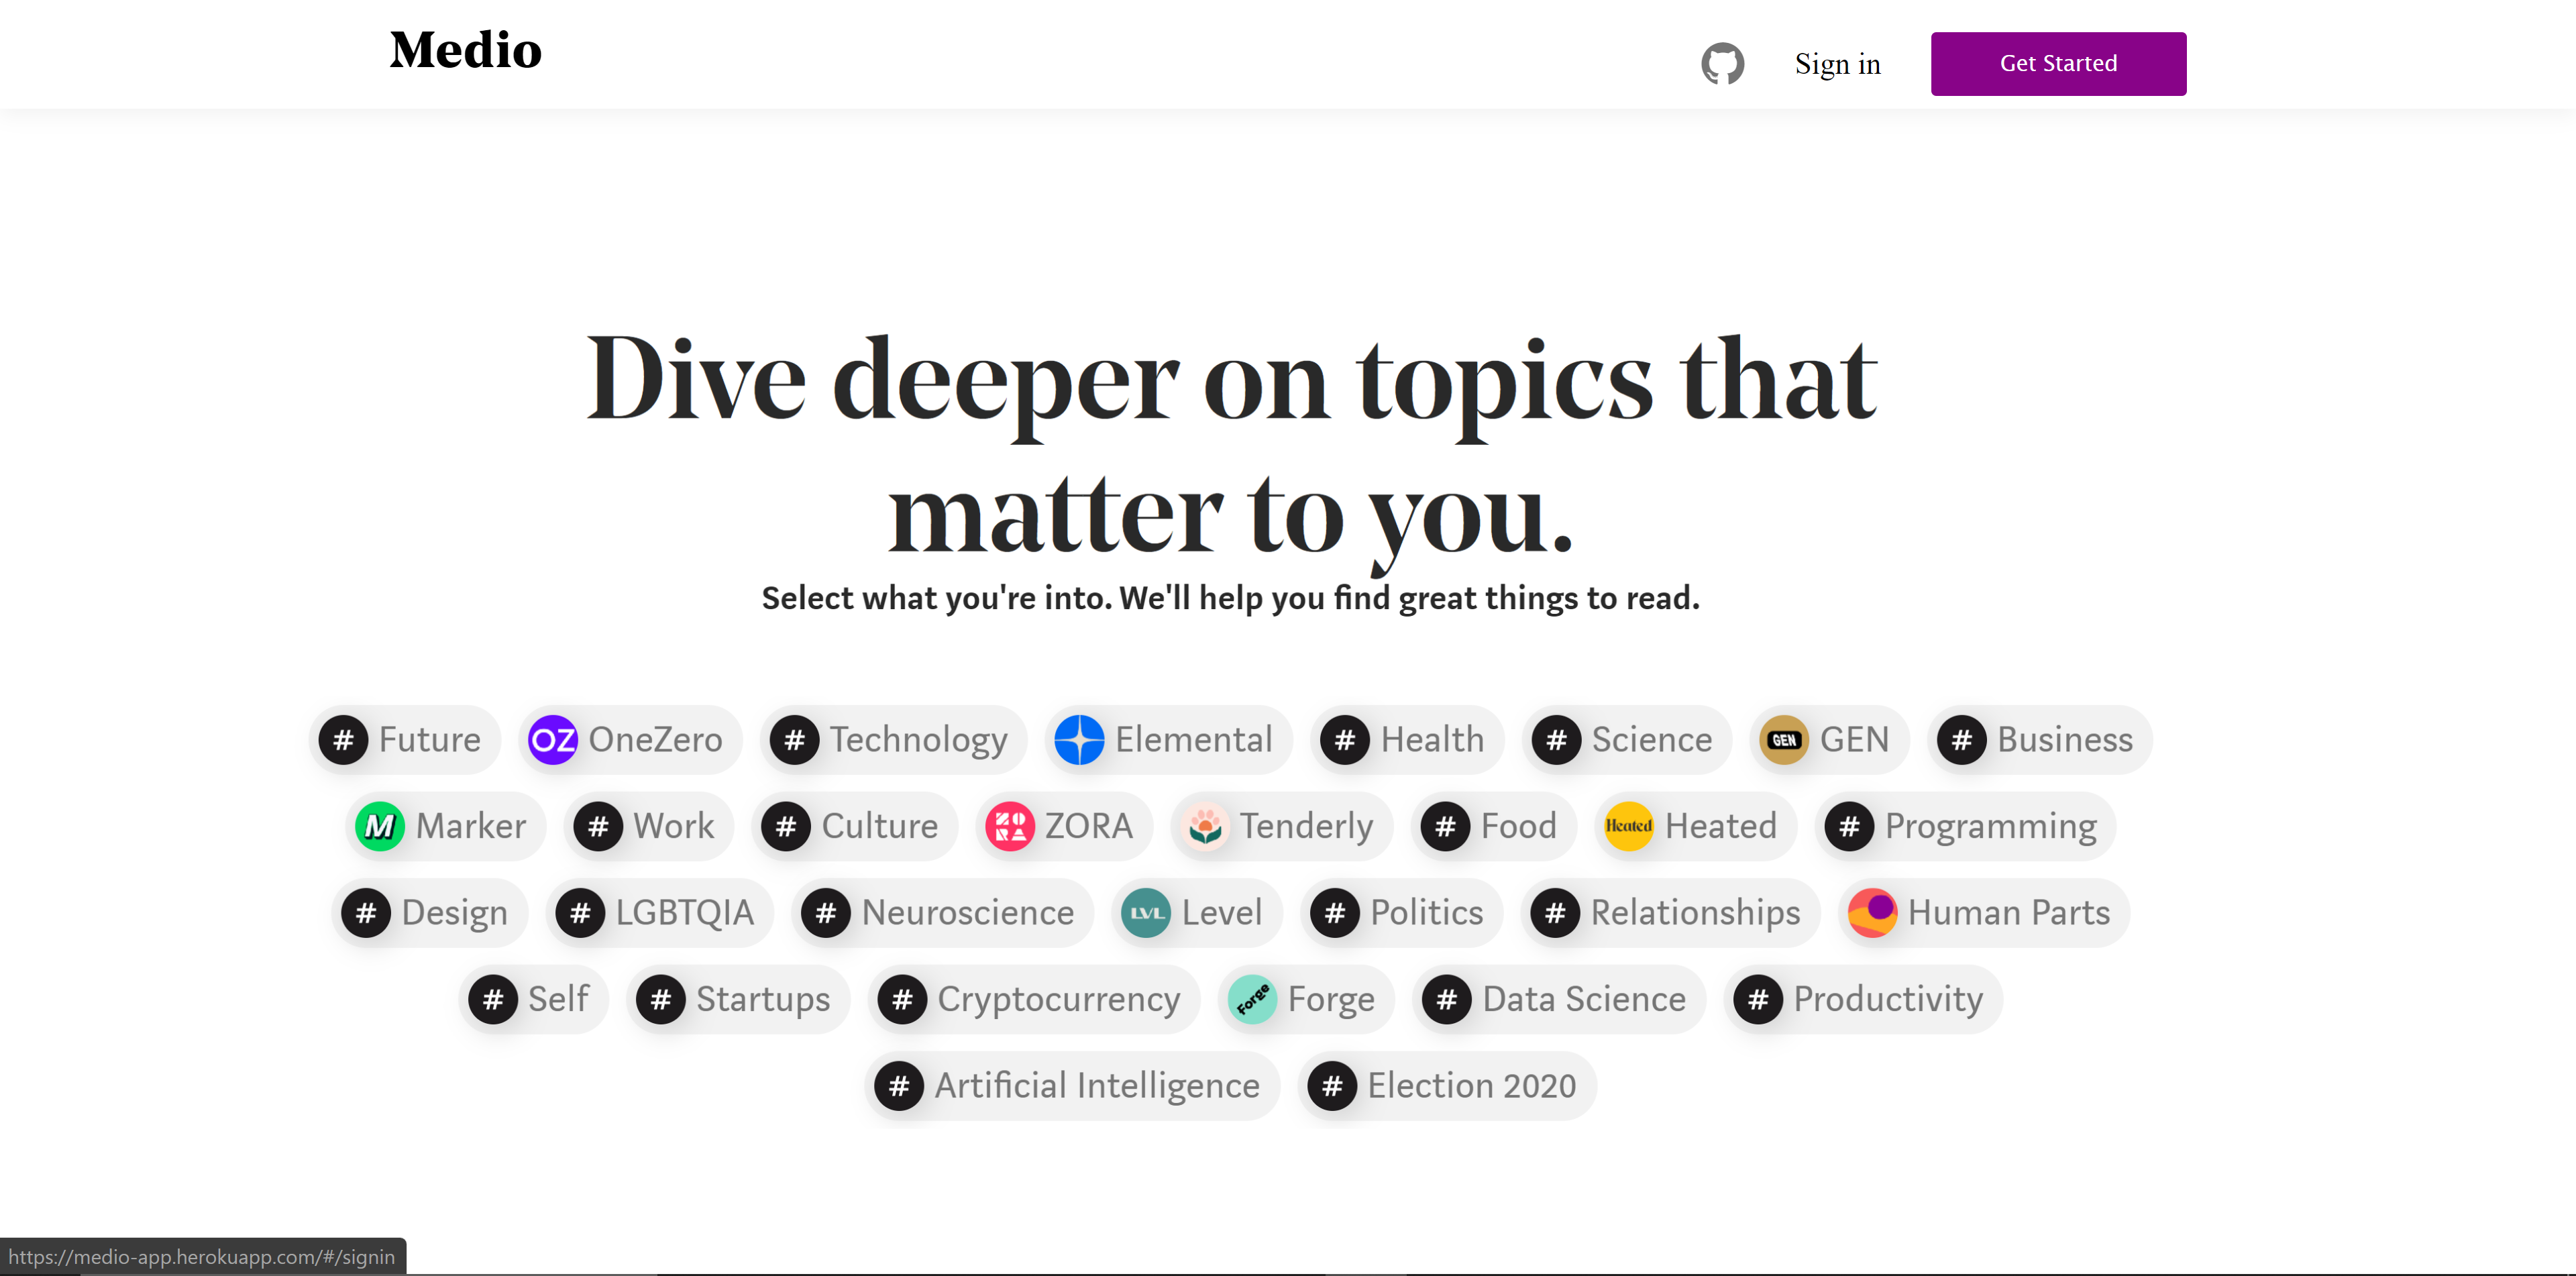 Medio
Sign in
Get Started
Dive deeper on topics that
matter to you.
Select what you're into. We'll help you find great things to read.
# Future OZ OneZero # Technology Elemental # Health # Science GEN GEN # Business
M Marker # Work # Culture ZORA ZORA Tenderly # Food Heated Heated # Programming
# Design # LGBTQIA # Neuroscience LVL Level # Politics # Relationships Human Parts
# Self # Startups # Cryptocurrency Forge Forge # Data Science # Productivity
# Artificial Intelligence # Election 2020
https://medio-app.herokuapp.com/#/signin